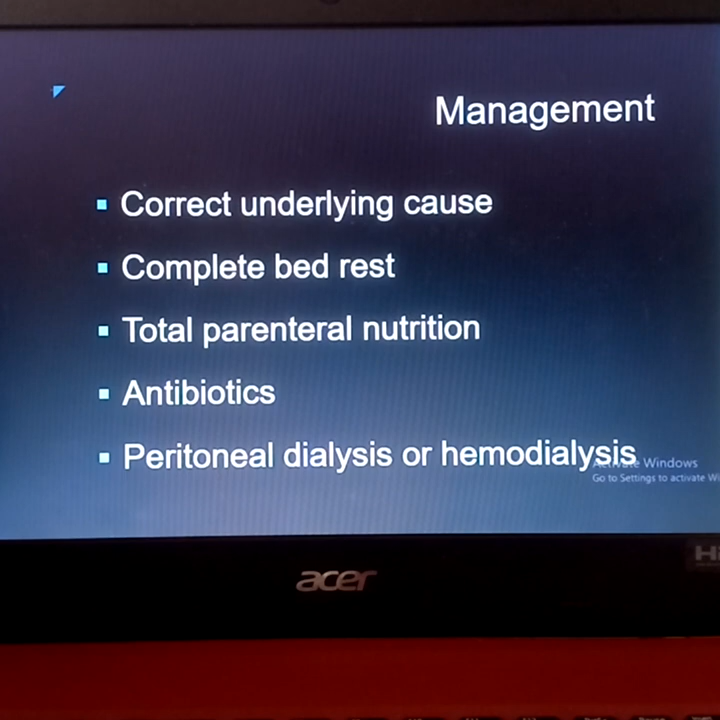 Management
Correct underlying cause
Complete bed rest
Total parenteral nutrition
Antibiotics
Peritoneal dialysis or hemodialysis
Activate Windows
Go to Settings to activate
acer